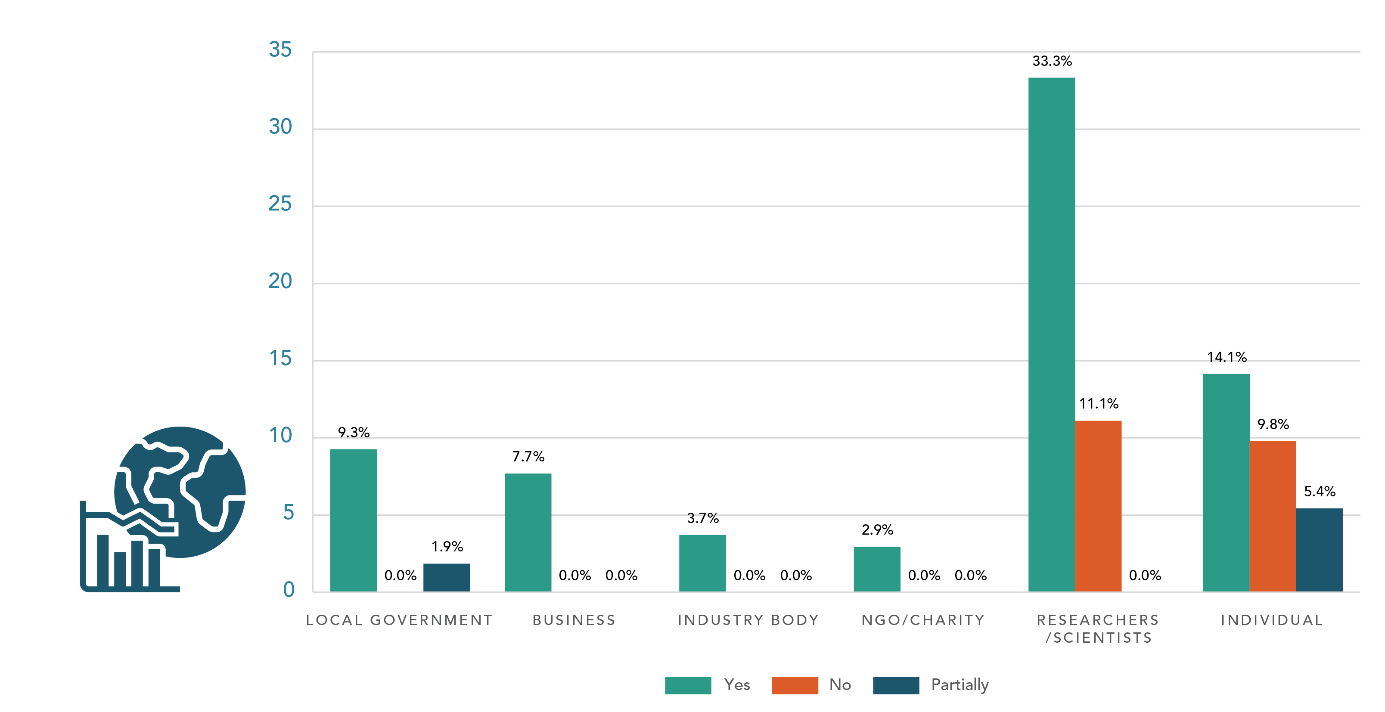 35
30
25
20
15
10
5
0
9.3%
0.0%
1.9%
7.7%
0.0%
0.0%
3.7%
0.0%
0.0%
2.9%
0.0%
0.0%
33.3%
11.1%
0.0%
14.1%
9.8%
5.4%
LOCAL GOVERNMENT
BUSINESS
INDUSTRY BODY
NGO/CHARITY
RESEARCHERS
/SCIENTISTS
INDIVIDUAL
Yes
No
Partially